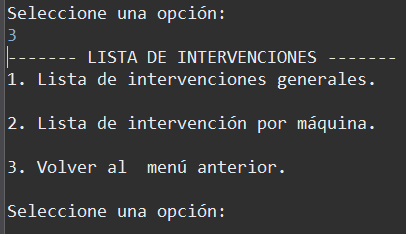 Seleccione una opción:
3
------- LISTA DE INTERVENCIONES -------
1. Lista de intervenciones generales.
2. Lista de intervención por máquina.
3. Volver al  menú anterior.
Seleccione una opción: